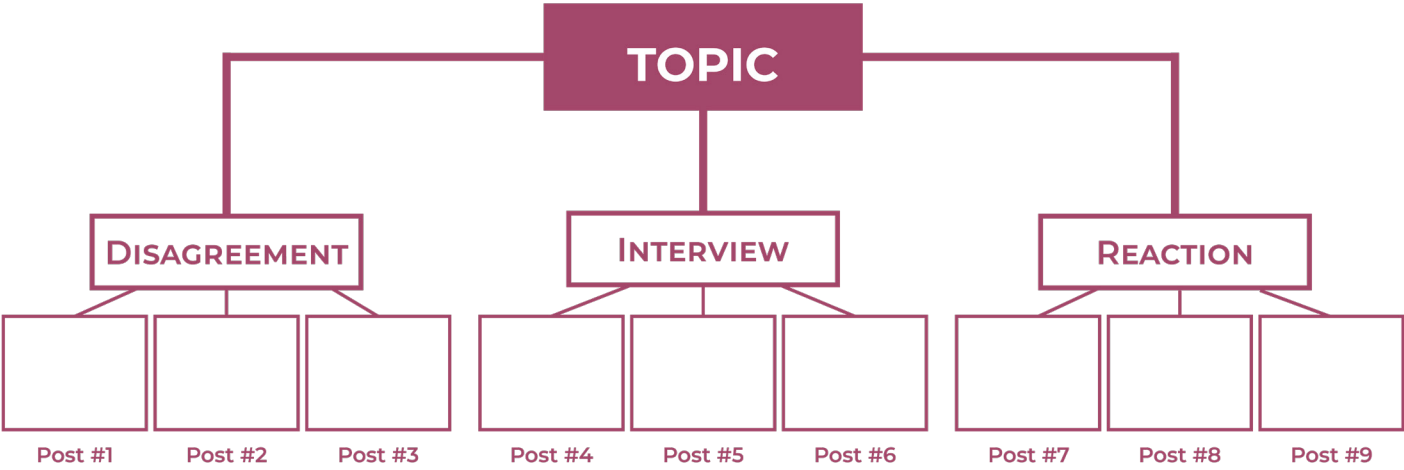 TOPIC
DISAGREEMENT
INTERVIEW
REACTION
Post #1
Post #2
Post #3
Post #4
Post #5
Post #6
Post #7
Post #8
Post #9